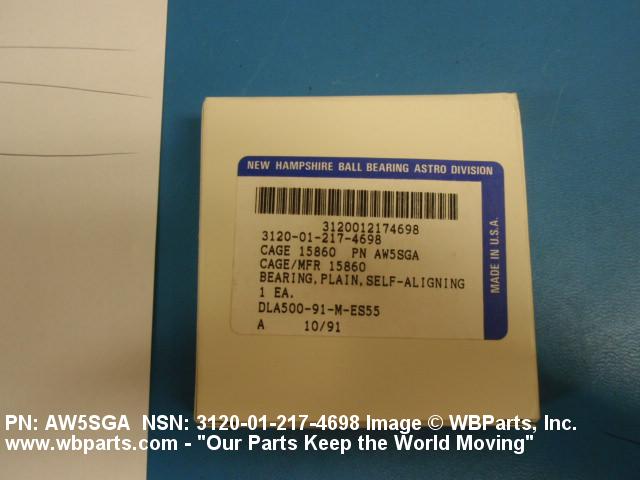 NEW HAMPSHIRE BALL BEARING ASTRO DIVISION
MADE IN U.S.A.
3120012174698
3120-01-217-4698
CAGE 15860 PN AW5SGA
CAGE/MFR 15860
BEARING,PLAIN,SELF-ALIGNING
1 EA.
DLA500-91-M-ES55
A 10/91
PN: AW5SGA NSN: 3120-01-217-4698 Image © WBParts, Inc.
www.wbparts.com - "Our Parts Keep the World Moving"